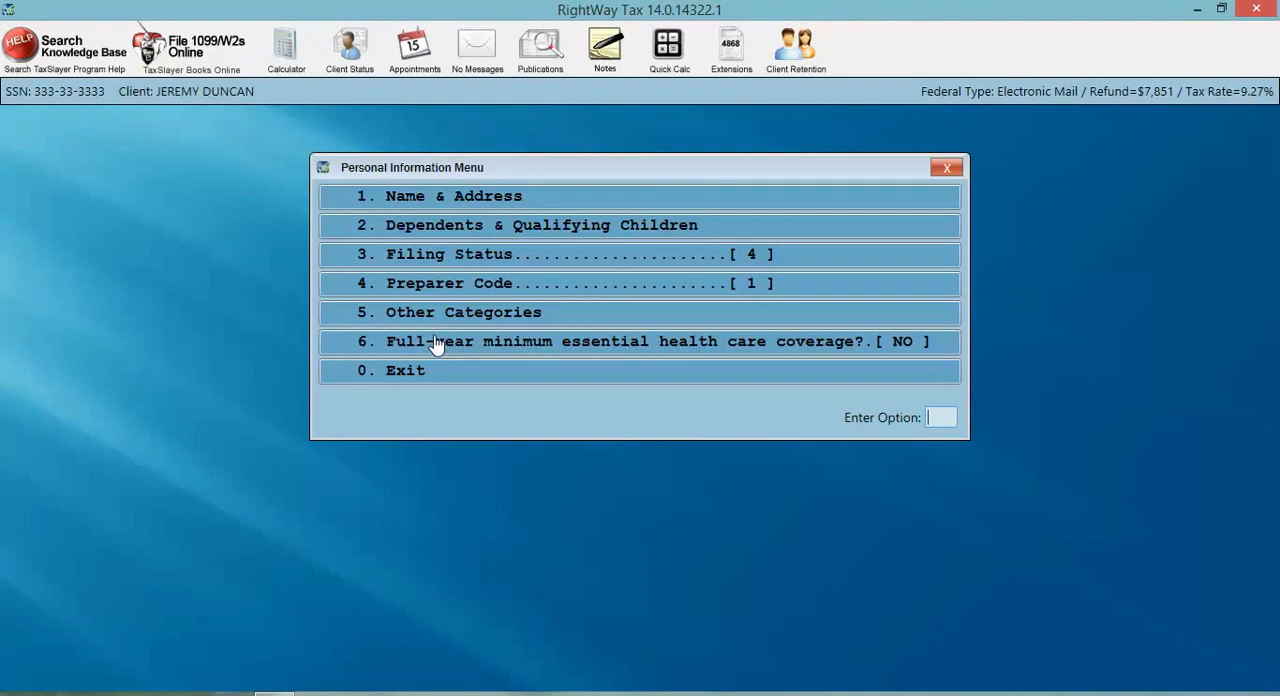 RightWay Tax 14.0.14322.1
HELP Search Knowledge Base
Search TaxSlayer Program Help
File 1099/W2s Online
TaxSlayer Books Online
Calculator
Client Status
15
Appointments
No Messages
Publications
Notes
Quick Calc
4868
Extensions
Client Retention
SSN: 333-33-3333 Client: JEREMY DUNCAN
Federal Type: Electronic Mail / Refund=$7,851 / Tax Rate=9.27%
Personal Information Menu
1. Name & Address
2. Dependents & Qualifying Children
3. Filing Status......................[ 4 ]
4. Preparer Code......................[ 1 ]
5. Other Categories
6. Full-year minimum essential health care coverage?.[ NO ]
0. Exit
Enter Option: